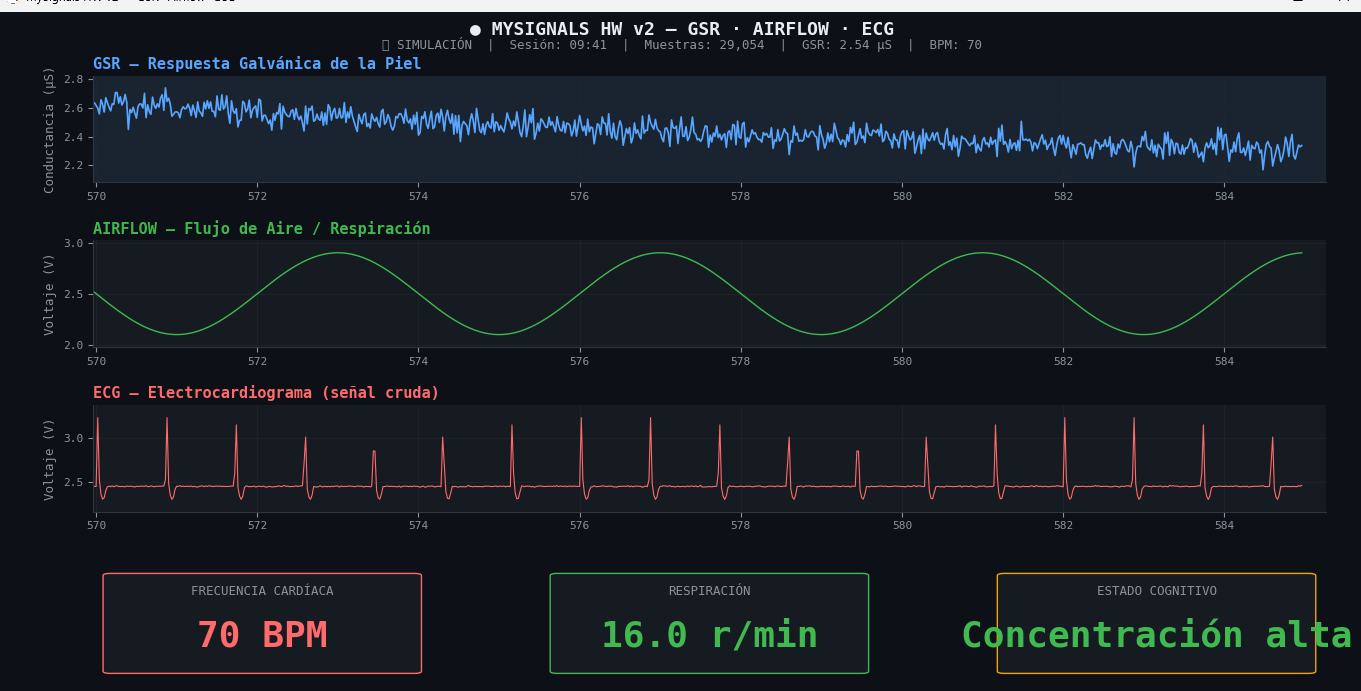 ● MYSIGNALS HW v2 — GSR · AIRFLOW · ECG
SIMULACIÓN | Sesión: 09:41 | Muestras: 29,054 | GSR: 2.54 µS | BPM: 70
GSR — Respuesta Galvánica de la Piel
Conductancia (µS)
2.8
2.6
2.4
2.2
570 572 574 576 578 580 582 584
AIRFLOW — Flujo de Aire / Respiración
Voltaje (V)
3.0
2.5
2.0
570 572 574 576 578 580 582 584
ECG — Electrocardiograma (señal cruda)
Voltaje (V)
3.0
2.5
570 572 574 576 578 580 582 584
FRECUENCIA CARDÍACA
70 BPM
RESPIRACIÓN
16.0 r/min
ESTADO COGNITIVO
Concentración alta